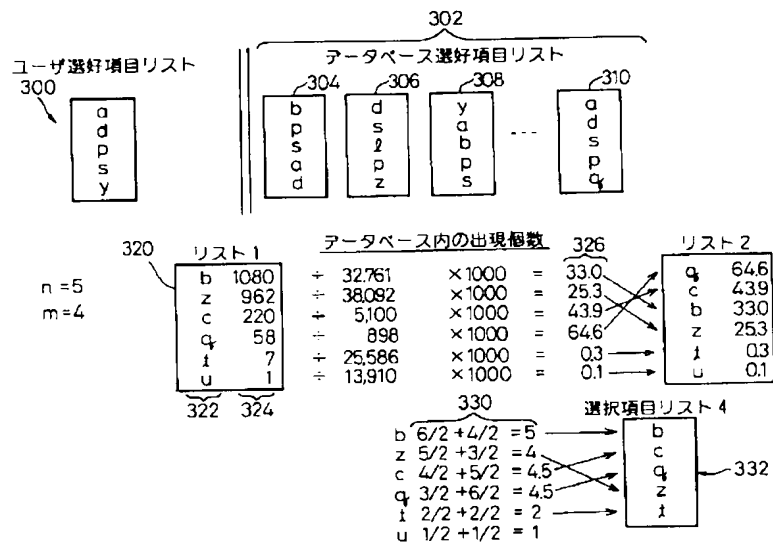 302
ユーザ選好項目リスト
データベース選好項目リスト
300
304
306
308
310
a
d
p
s
y
b
p
s
a
d
d
s
l
p
z
y
a
b
p
s
----
a
d
s
p
q
320
リスト1
データベース内の出現個数
326
リスト2
n=5
m=4
b 1080 ÷ 32,761 ×1000 = 33.0
z 962 ÷ 38,092 ×1000 = 25.3
c 220 ÷ 5,100 ×1000 = 43.9
q 58 ÷ 898 ×1000 = 64.6
t 7 ÷ 25,586 ×1000 = 0.3
u 1 ÷ 13,910 ×1000 = 0.1
q 64.6
c 43.9
b 33.0
z 25.3
t 0.3
u 0.1
322
324
330
選択項目リスト4
b 6/2 +4/2 = 5
z 5/2 +3/2 = 4
c 4/2 +5/2 = 4.5
q 3/2 +6/2 = 4.5
t 2/2 +2/2 = 2
u 1/2 +1/2 = 1
b
c
q
z
t
332